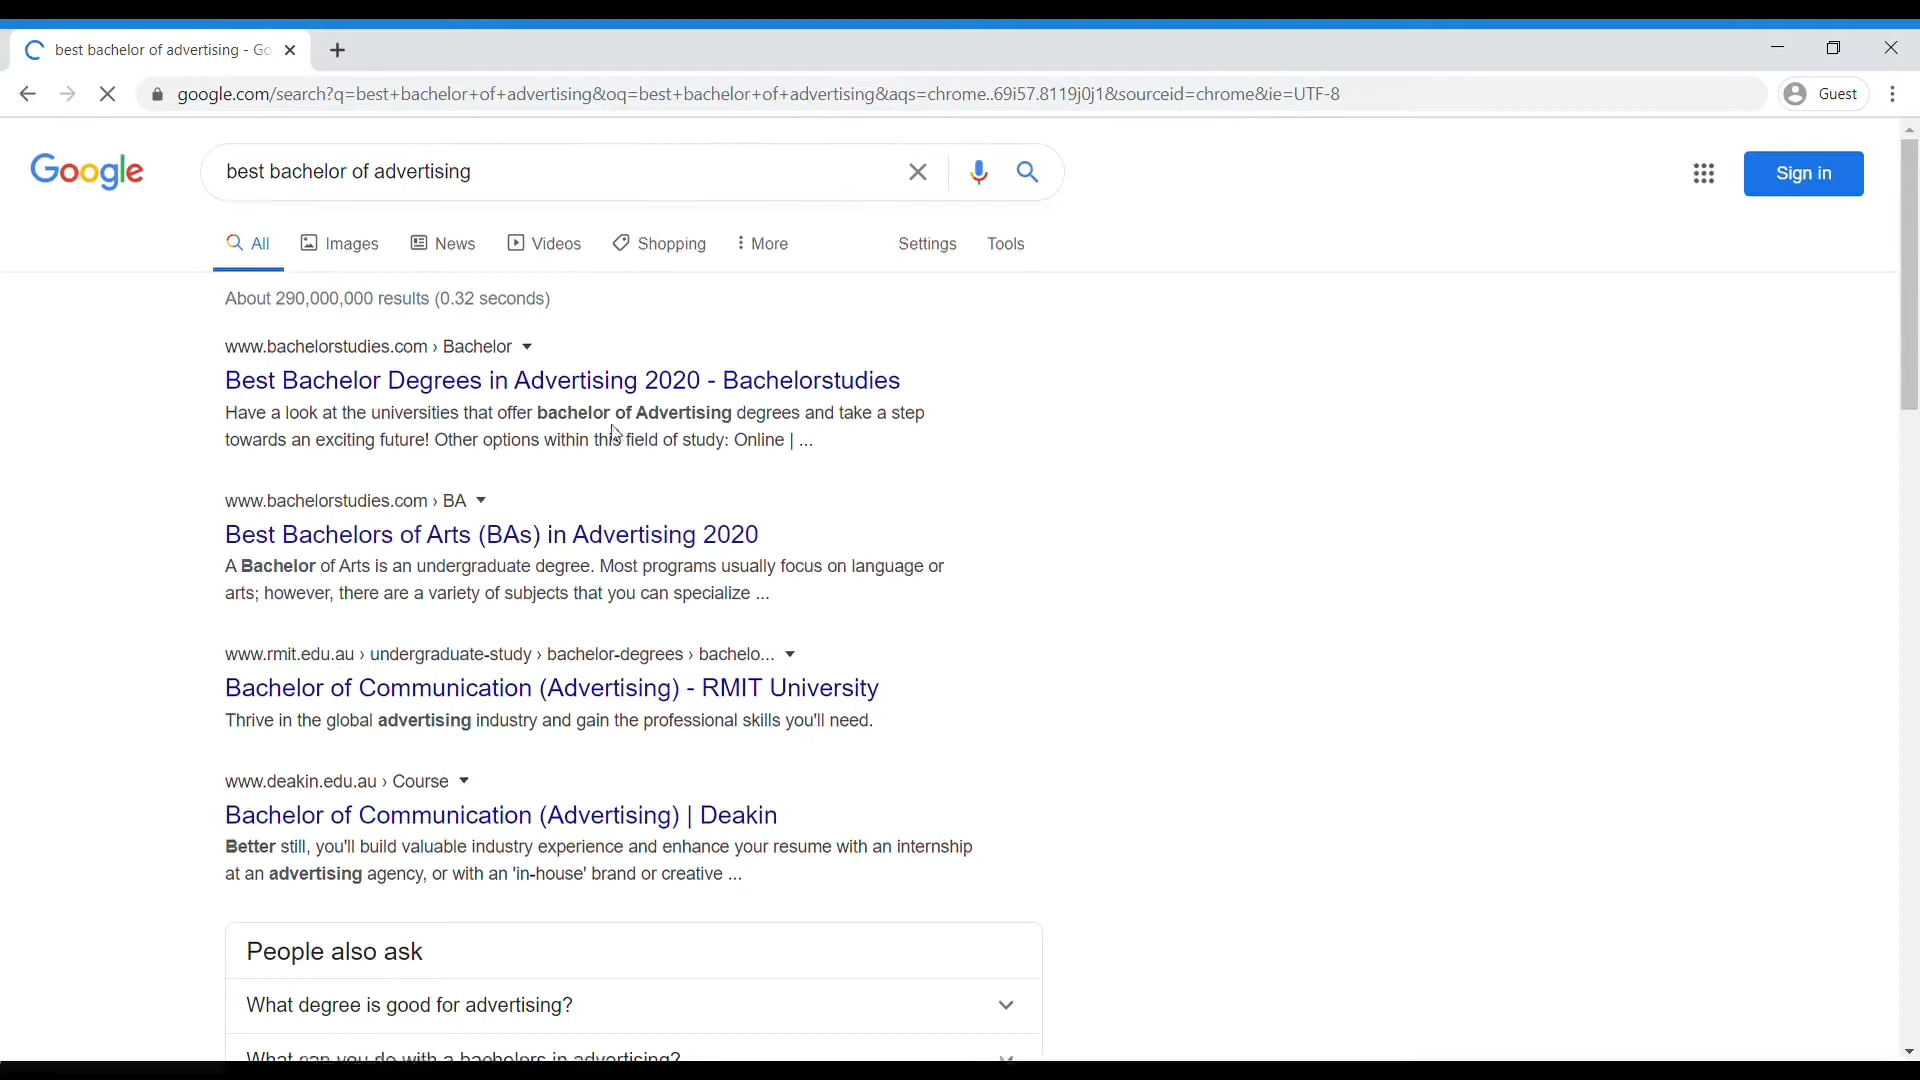 best bachelor of advertising - Go
google.com/search?q=best+bachelor+of+advertising&oq=best+bachelor+of+advertising&aqs=chrome..69i57.8119j0j1&sourceid=chrome&ie=UTF-8
Guest
Google
best bachelor of advertising
Sign in
All Images News Videos Shopping More Settings Tools
About 290,000,000 results (0.32 seconds)
www.bachelorstudies.com › Bachelor
Best Bachelor Degrees in Advertising 2020 - Bachelorstudies
Have a look at the universities that offer bachelor of Advertising degrees and take a step
towards an exciting future! Other options within this field of study: Online | ...
www.bachelorstudies.com › BA
Best Bachelors of Arts (BAs) in Advertising 2020
A Bachelor of Arts is an undergraduate degree. Most programs usually focus on language or
arts; however, there are a variety of subjects that you can specialize ...
www.rmit.edu.au › undergraduate-study › bachelor-degrees › bachelo...
Bachelor of Communication (Advertising) - RMIT University
Thrive in the global advertising industry and gain the professional skills you'll need.
www.deakin.edu.au › Course
Bachelor of Communication (Advertising) | Deakin
Better still, you'll build valuable industry experience and enhance your resume with an internship
at an advertising agency, or with an 'in-house' brand or creative ...
People also ask
What degree is good for advertising?
What can you do with a bachelors in advertising?